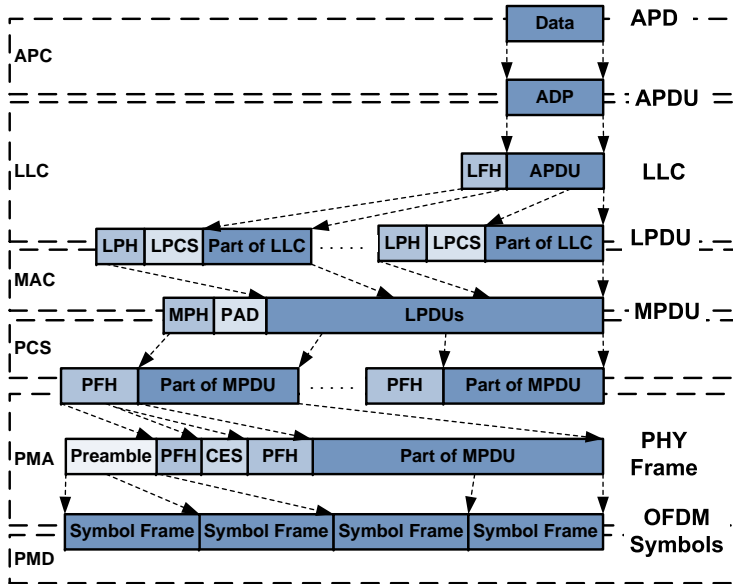 Data APD
APC
ADP APDU
LLC
LFH APDU LLC
LPH LPCS Part of LLC . . . . . LPH LPCS Part of LLC LPDU
MAC
MPH PAD LPDUs MPDU
PCS
PFH Part of MPDU . . . . . PFH Part of MPDU
PMA
Preamble PFH CES PFH Part of MPDU
PHY
Frame
Symbol Frame Symbol Frame Symbol Frame Symbol Frame
OFDM
Symbols
PMD